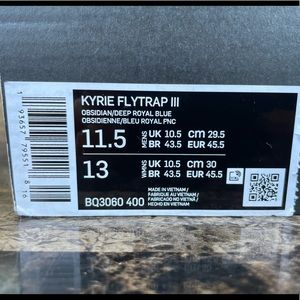 KYRIE FLYTRAP III
OBSIDIAN/DEEP ROYAL BLUE
OBSIDIENNE/BLEU ROYAL PNC
11.5 MENS UK 10.5 CM 29.5
BR 43.5 EUR 45.5
13 WMNS UK 10.5 CM 30
BR 43.5 EUR 45.5
BQ3060 400
MADE IN VIETNAM /
FABRIQUÉ AU VIETNAM /
FABRICADO NO VIETNÃ /
HECHO EN VIETNAM